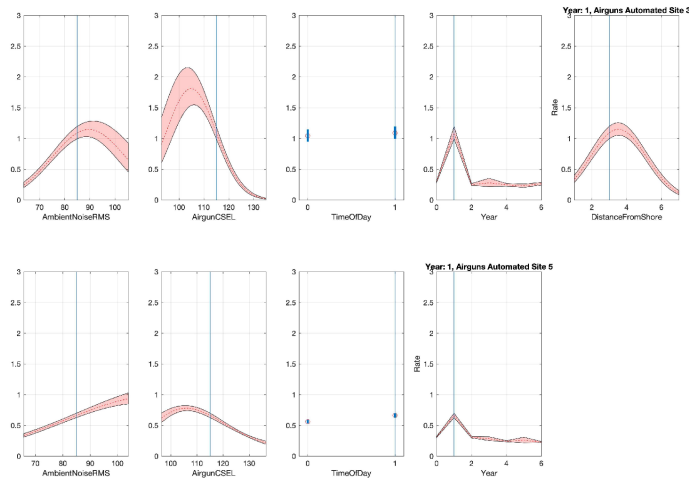 Year: 1, Airguns Automated Site 3
3 3 3 3 3
2.5 2.5 2.5 2.5 2.5
2 2 2 2 2
1.5 1.5 1.5 1.5 1.5
Rate
1 1 1 1 1
0.5 0.5 0.5 0.5 0.5
0 0 0 0 0
70 80 90 100
100 110 120 130
0 1
0 2 4 6
2 4 6
AmbientNoiseRMS
AirgunCSEL
TimeOfDay
Year
DistanceFromShore
Year: 1, Airguns Automated Site 5
3 3 3 3
2.5 2.5 2.5 2.5
2 2 2 2
1.5 1.5 1.5 1.5
Rate
1 1 1 1
0.5 0.5 0.5 0.5
0 0 0 0
70 80 90 100
100 110 120 130
0 1
0 2 4 6
AmbientNoiseRMS
AirgunCSEL
TimeOfDay
Year